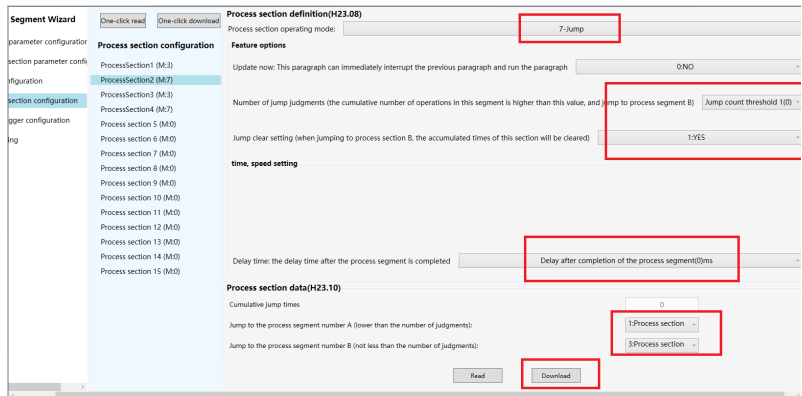 Segment Wizard
parameter configuration
section parameter config
nfiguration
section configuration
gger configuration
ing
One-click read
One-click download
Process section configuration
ProcessSection1 (M:3)
ProcessSection2 (M:7)
ProcessSection3 (M:3)
ProcessSection4 (M:7)
Process section 5 (M:0)
Process section 6 (M:0)
Process section 7 (M:0)
Process section 8 (M:0)
Process section 9 (M:0)
Process section 10 (M:0)
Process section 11 (M:0)
Process section 12 (M:0)
Process section 13 (M:0)
Process section 14 (M:0)
Process section 15 (M:0)
Process section definition(H23.08)
Process section operating mode:
7-Jump
Feature options
Update now: This paragraph can immediately interrupt the previous paragraph and run the paragraph
0:NO
Number of jump judgments (the cumulative number of operations in this segment is higher than this value, and jump to process segment B)
Jump count threshold 1(0)
Jump clear setting (when jumping to process section B, the accumulated times of this section will be cleared)
1:YES
time, speed setting
Delay time: the delay time after the process segment is completed
Delay after completion of the process segment(0)ms
Process section data(H23.10)
Cumulative jump times
0
Jump to the process segment number A (lower than the number of judgments):
1:Process section
Jump to the process segment number B (not less than the number of judgments):
3:Process section
Read
Download